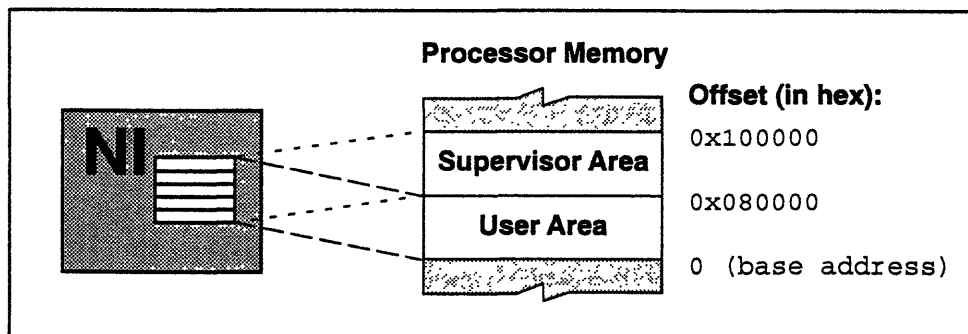 Processor Memory
Offset (in hex):
NI
0x100000
Supervisor Area
0x080000
User Area
0 (base address)